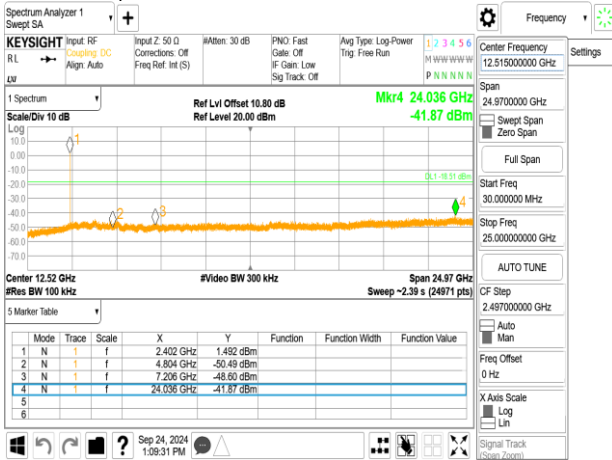 Spectrum Analyzer 1
Swept SA
+
Frequency
KEYSIGHT
RL
LXI
Input: RF
Coupling: DC
Align: Auto
Input Z: 50 Ω
Corrections: Off
Freq Ref: Int (S)
#Atten: 30 dB
PNO: Fast
Gate: Off
IF Gain: Low
Sig Track: Off
Avg Type: Log-Power
Trig: Free Run
1 2 3 4 5 6
M W W W W W
P N N N N N
1 Spectrum
Scale/Div 10 dB
Ref Lvl Offset 10.80 dB
Ref Level 20.00 dBm
Mkr4 24.036 GHz
-41.87 dBm
Log
10.0
0.00
-10.0
-20.0
-30.0
-40.0
-50.0
-60.0
-70.0
1
2
3
4
DL1 -18.51 dBm
Center 12.52 GHz
#Res BW 100 kHz
#Video BW 300 kHz
Span 24.97 GHz
Sweep ~2.39 s (24971 pts)
5 Marker Table
Mode Trace Scale X Y Function Function Width Function Value
1 N 1 f 2.402 GHz 1.492 dBm
2 N 1 f 4.804 GHz -50.49 dBm
3 N 1 f 7.206 GHz -48.60 dBm
4 N 1 f 24.036 GHz -41.87 dBm
5
6
Sep 24, 2024
1:09:31 PM
?
Center Frequency
12.515000000 GHz
Settings
Span
24.9700000 GHz
Swept Span
Zero Span
Full Span
Start Freq
30.000000 MHz
Stop Freq
25.000000000 GHz
AUTO TUNE
CF Step
2.497000000 GHz
Auto
Man
Freq Offset
0 Hz
X Axis Scale
Log
Lin
Signal Track
(Span Zoom)